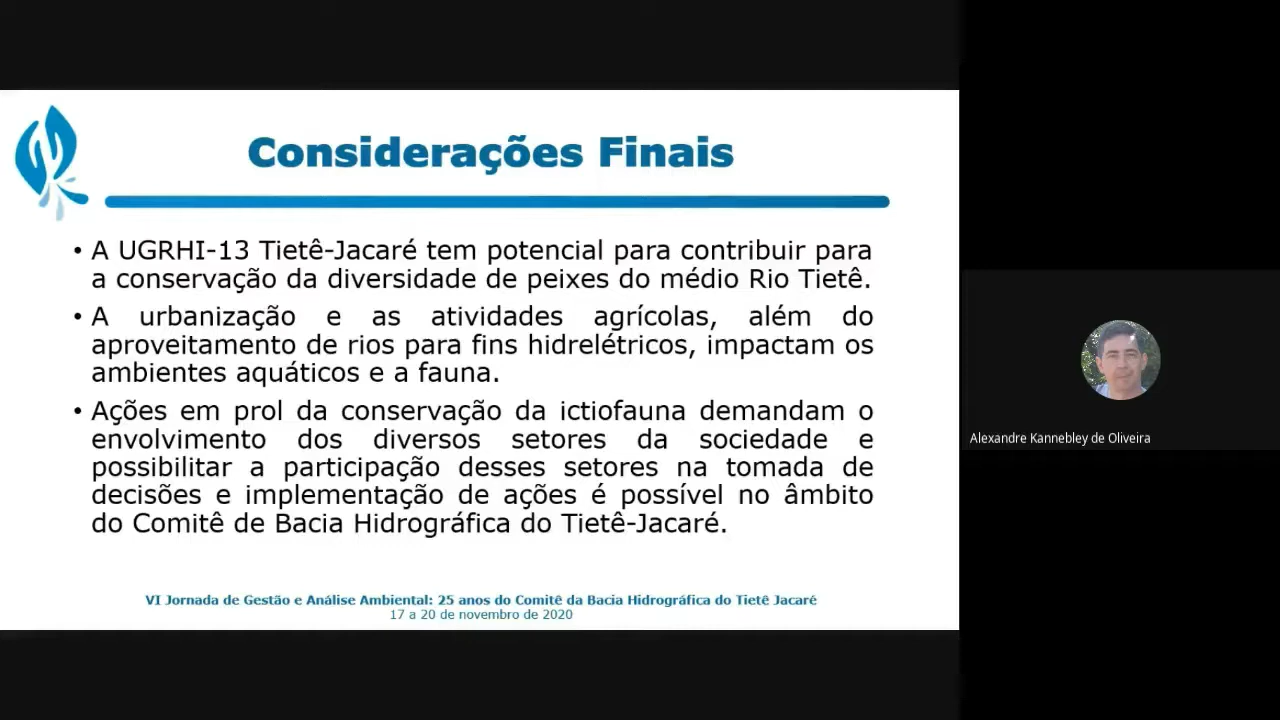 Considerações Finais
• A UGRHI-13 Tietê-Jacaré tem potencial para contribuir para
a conservação da diversidade de peixes do médio Rio Tietê.
• A urbanização e as atividades agrícolas, além do
aproveitamento de rios para fins hidrelétricos, impactam os
ambientes aquáticos e a fauna.
• Ações em prol da conservação da ictiofauna demandam o
envolvimento dos diversos setores da sociedade e
possibilitar a participação desses setores na tomada de
decisões e implementação de ações é possível no âmbito
do Comitê de Bacia Hidrográfica do Tietê-Jacaré.
VI Jornada de Gestão e Análise Ambiental: 25 anos do Comitê da Bacia Hidrográfica do Tietê Jacaré
17 a 20 de novembro de 2020
Alexandre Kannebley de Oliveira